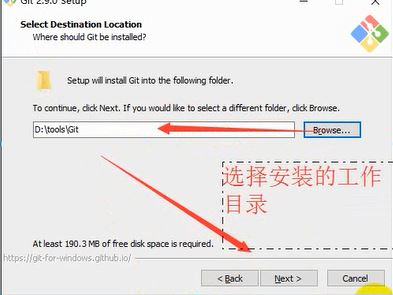 Git 2.9.0 Setup
Select Destination Location
Where should Git be installed?
Setup will install Git into the following folder.
To continue, click Next. If you would like to select a different folder, click Browse.
D:\tools\Git
Browse...
选择安装的工作
目录
At least 190.3 MB of free disk space is required.
https://git-for-windows.github.io/
< Back
Next >
Cancel